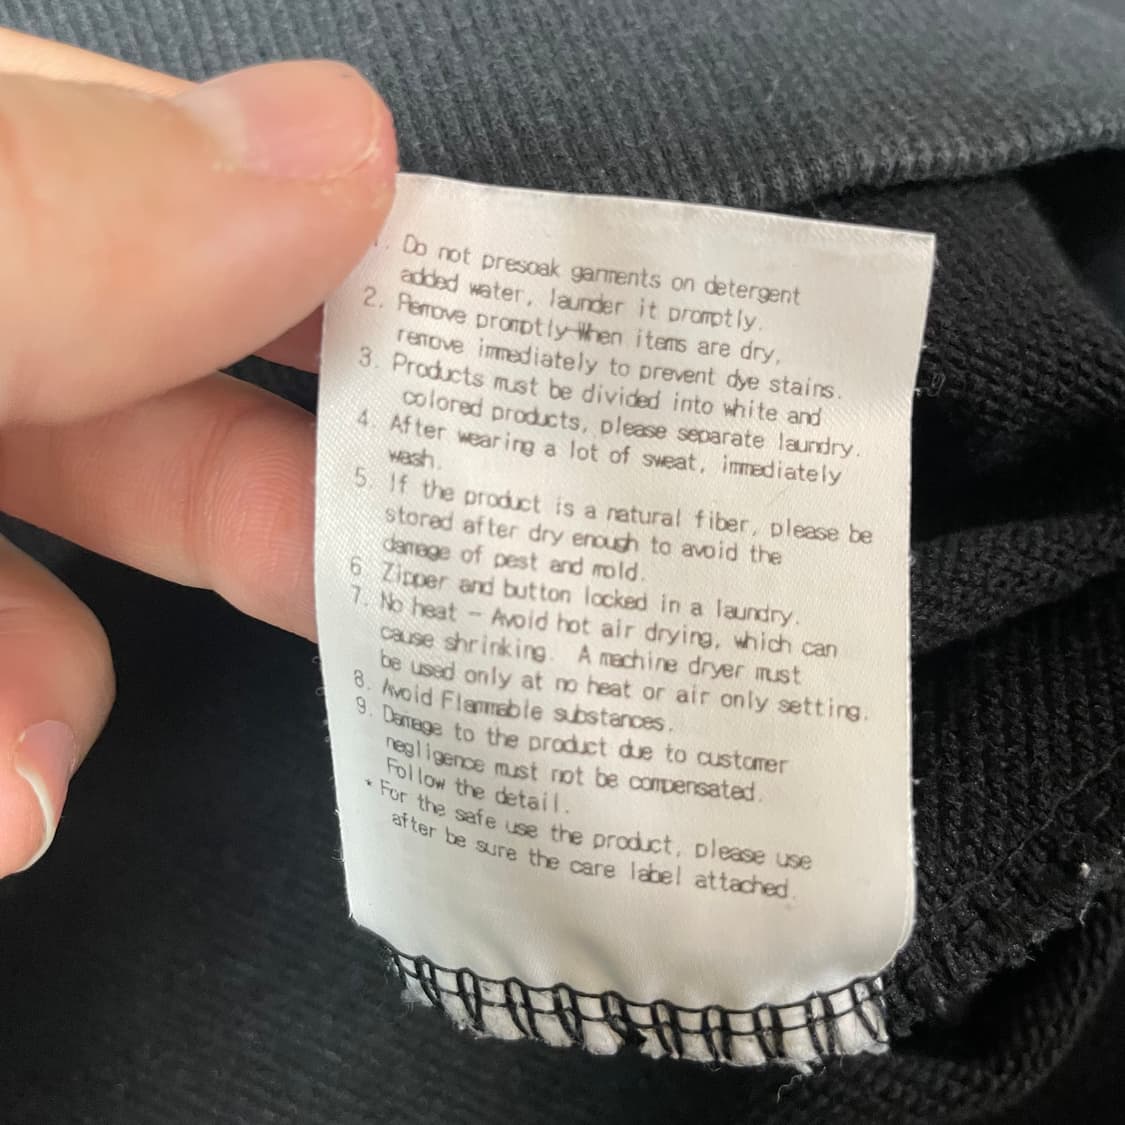 1. Do not presoak garments on detergent
added water, launder it promptly.
2. Remove promptly-When items are dry,
remove immediately to prevent dye stains.
3. Products must be divided into white and
colored products, please separate laundry.
4. After wearing a lot of sweat, immediately
wash.
5. If the product is a natural fiber, please be
stored after dry enough to avoid the
damage of pest and mold.
6. Zipper and button locked in a laundry.
7. No heat - Avoid hot air drying, which can
cause shrinking. A machine dryer must
be used only at no heat or air only setting.
8. Avoid Flammable substances.
9. Damage to the product due to customer
negligence must not be compensated.
Follow the detail.
* For the safe use the product, please use
after be sure the care label attached.